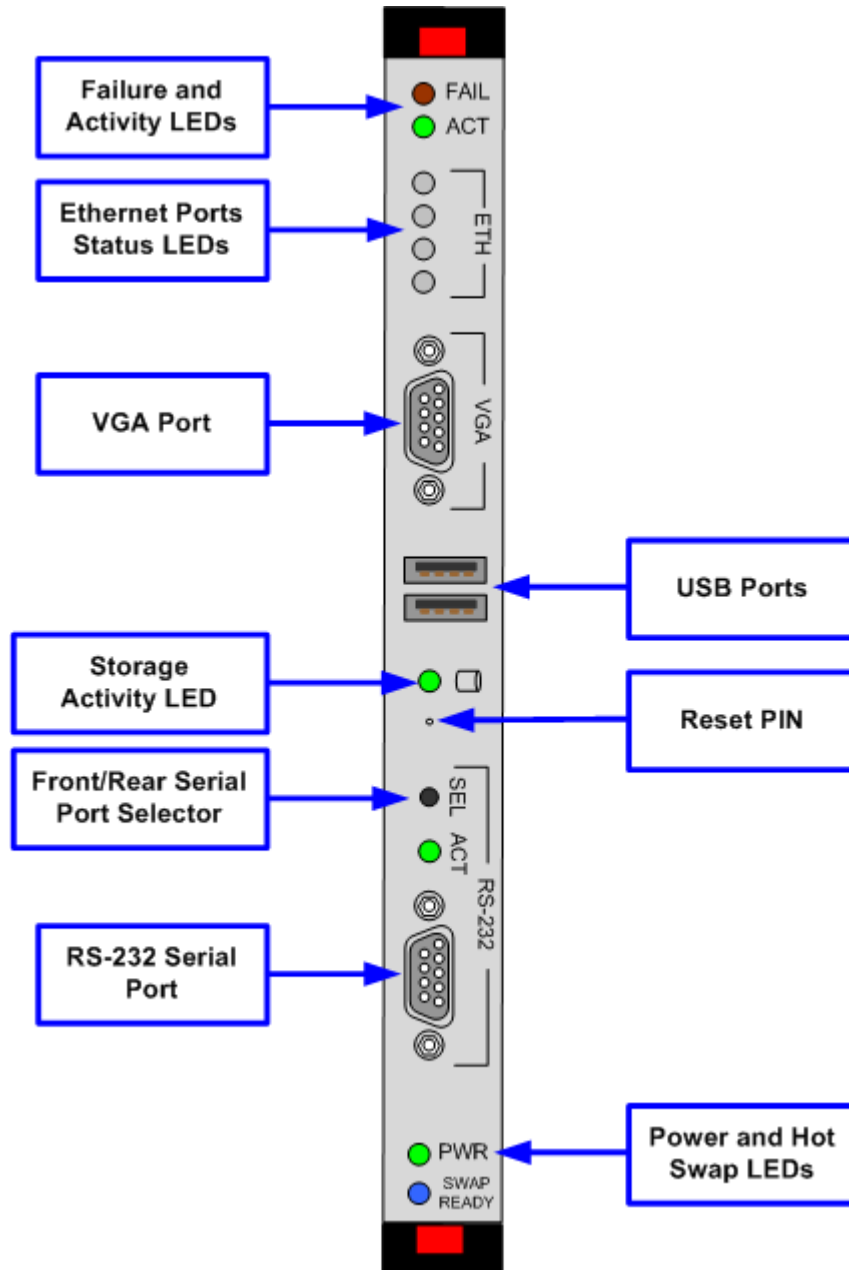 Failure and
Activity LEDs
FAIL
ACT
Ethernet Ports
Status LEDs
ETH
VGA Port
VGA
USB Ports
Storage
Activity LED
Reset PIN
Front/Rear Serial
Port Selector
SEL
ACT
RS-232
RS-232 Serial
Port
Power and Hot
Swap LEDs
PWR
SWAP
READY